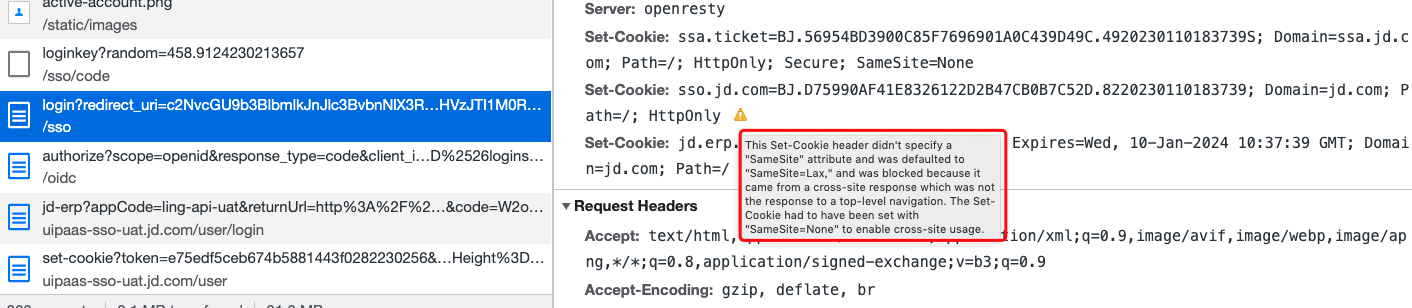 active-account.png
/static/images
loginkey?random=458.9124230213657
/sso/code
login?redirect_uri=c2NvcGU9b3BlbmlkJnJlc3BvbnNlX3R…HVzJTI1M0R…
/sso
authorize?scope=openid&response_type=code&client_i…D%2526logins…
/oidc
jd-erp?appCode=ling-api-uat&returnUrl=http%3A%2F%2…&code=W2o…
uipaas-sso-uat.jd.com/user/login
set-cookie?token=e75edf5ceb674b5881443f0282230256&…Height%3D…
uipaas-sso-uat.jd.com/user
Server: openresty
Set-Cookie: ssa.ticket=BJ.56954BD3900C85F7696901A0C439D49C.4920230110183739S; Domain=ssa.jd.c
om; Path=/; HttpOnly; Secure; SameSite=None
Set-Cookie: sso.jd.com=BJ.D75990AF41E8326122D2B47CB0B7C52D.8220230110183739; Domain=jd.com; P
ath=/; HttpOnly
Set-Cookie: jd.erp. Expires=Wed, 10-Jan-2024 10:37:39 GMT; Domai
n=jd.com; Path=/
This Set-Cookie header didn't specify a
"SameSite" attribute and was defaulted to
"SameSite=Lax," and was blocked because it
came from a cross-site response which was not
the response to a top-level navigation. The Set-
Cookie had to have been set with
"SameSite=None" to enable cross-site usage.
Request Headers
Accept: text/html, tion/xml;q=0.9,image/avif,image/webp,image/ap
ng,*/*;q=0.8,application/signed-exchange;v=b3;q=0.9
Accept-Encoding: gzip, deflate, br